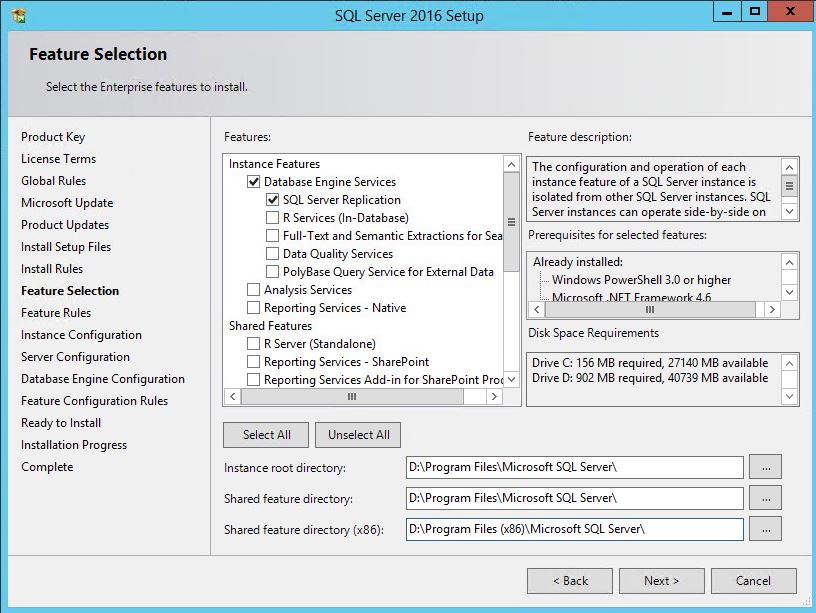 SQL Server 2016 Setup
Feature Selection
Select the Enterprise features to install.
Product Key
License Terms
Global Rules
Microsoft Update
Product Updates
Install Setup Files
Install Rules
Feature Selection
Feature Rules
Instance Configuration
Server Configuration
Database Engine Configuration
Feature Configuration Rules
Ready to Install
Installation Progress
Complete
Features:
Instance Features
Database Engine Services
SQL Server Replication
R Services (In-Database)
Full-Text and Semantic Extractions for Sea
Data Quality Services
PolyBase Query Service for External Data
Analysis Services
Reporting Services - Native
Shared Features
R Server (Standalone)
Reporting Services - SharePoint
Reporting Services Add-in for SharePoint Proc
Feature description:
The configuration and operation of each
instance feature of a SQL Server instance is
isolated from other SQL Server instances. SQL
Server instances can operate side-by-side on
Prerequisites for selected features:
Already installed:
Windows PowerShell 3.0 or higher
Microsoft .NET Framework 4.6
Disk Space Requirements
Drive C: 156 MB required, 27140 MB available
Drive D: 902 MB required, 40739 MB available
Select All
Unselect All
Instance root directory:
D:\Program Files\Microsoft SQL Server\
...
Shared feature directory:
D:\Program Files\Microsoft SQL Server\
...
Shared feature directory (x86):
D:\Program Files (x86)\Microsoft SQL Server\
...
< Back
Next >
Cancel